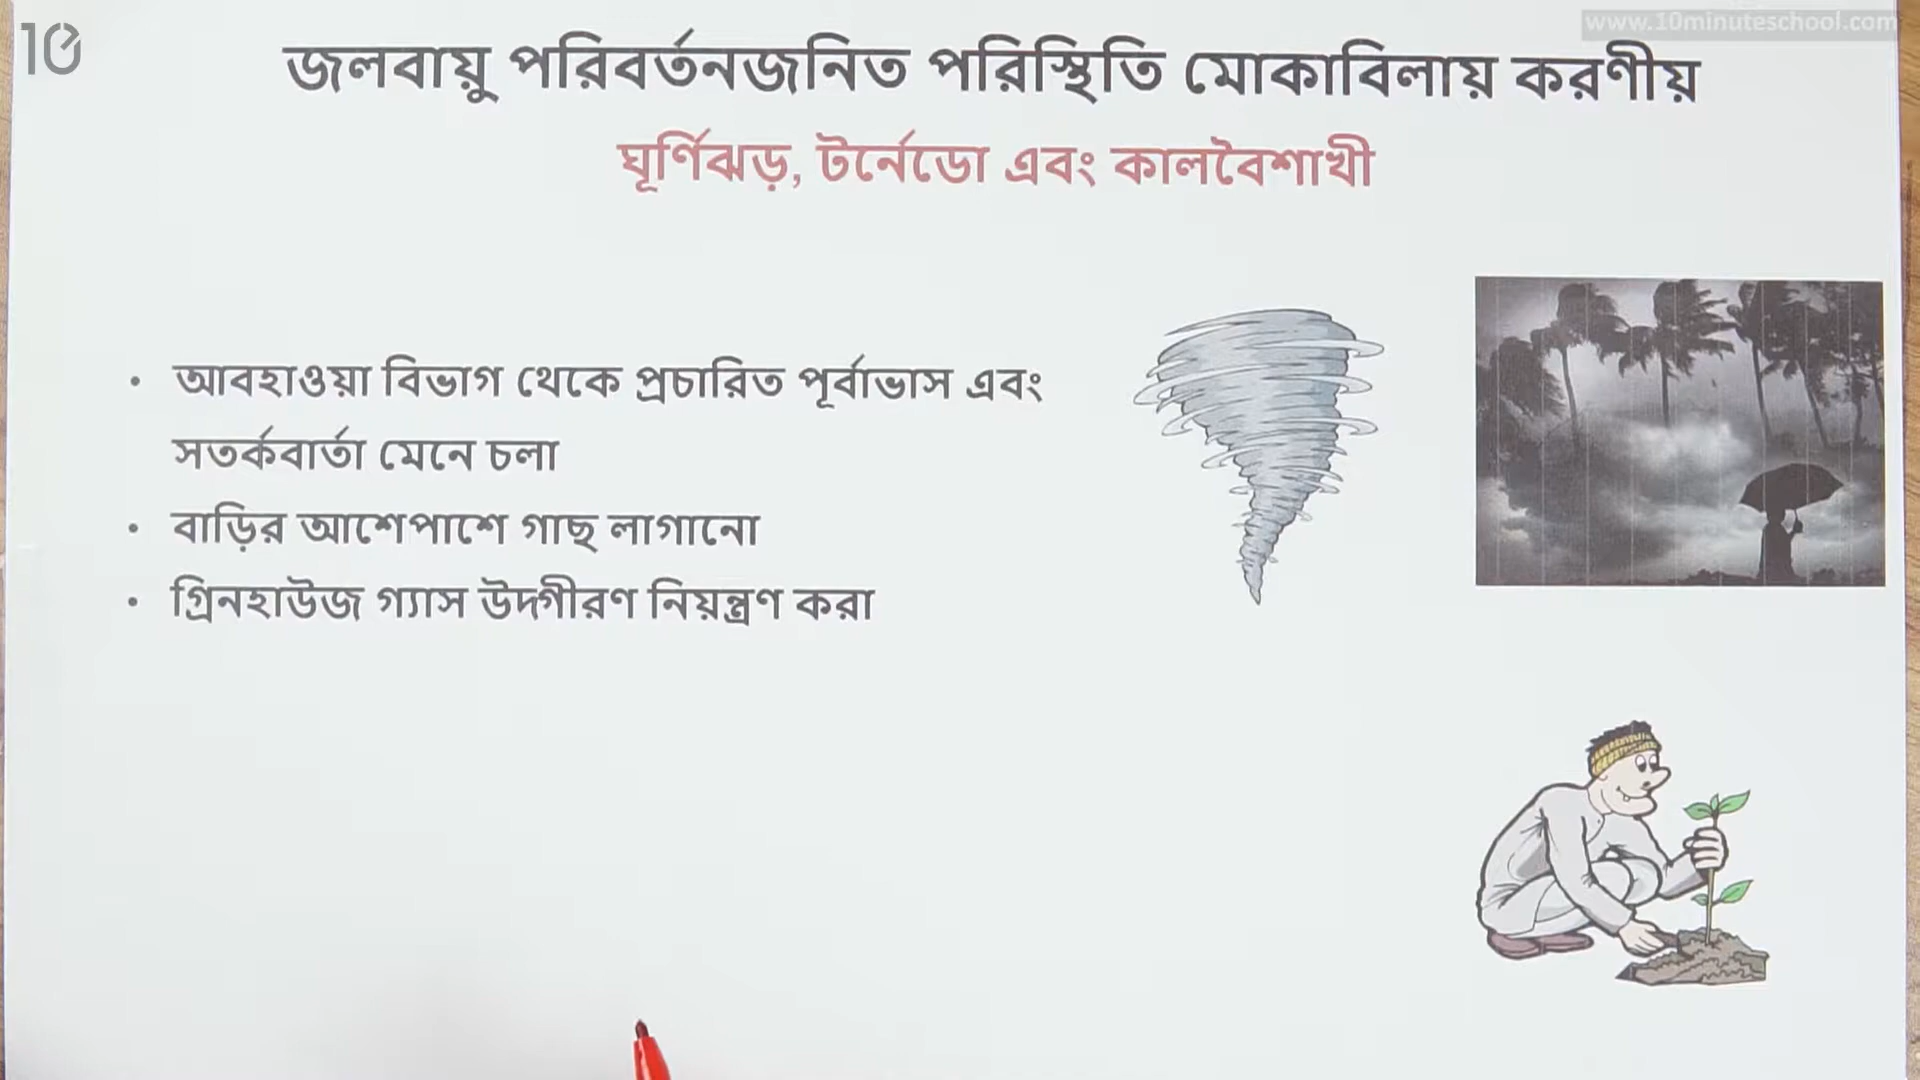 10
www.10minuteschool.com
জলবায়ু পরিবর্তনজনিত পরিস্থিতি মোকাবিলায় করণীয়
ঘূর্ণিঝড়, টর্নেডো এবং কালবৈশাখী
• আবহাওয়া বিভাগ থেকে প্রচারিত পূর্বাভাস এবং
সতর্কবার্তা মেনে চলা
• বাড়ির আশেপাশে গাছ লাগানো
• গ্রিনহাউজ গ্যাস উদগীরণ নিয়ন্ত্রণ করা